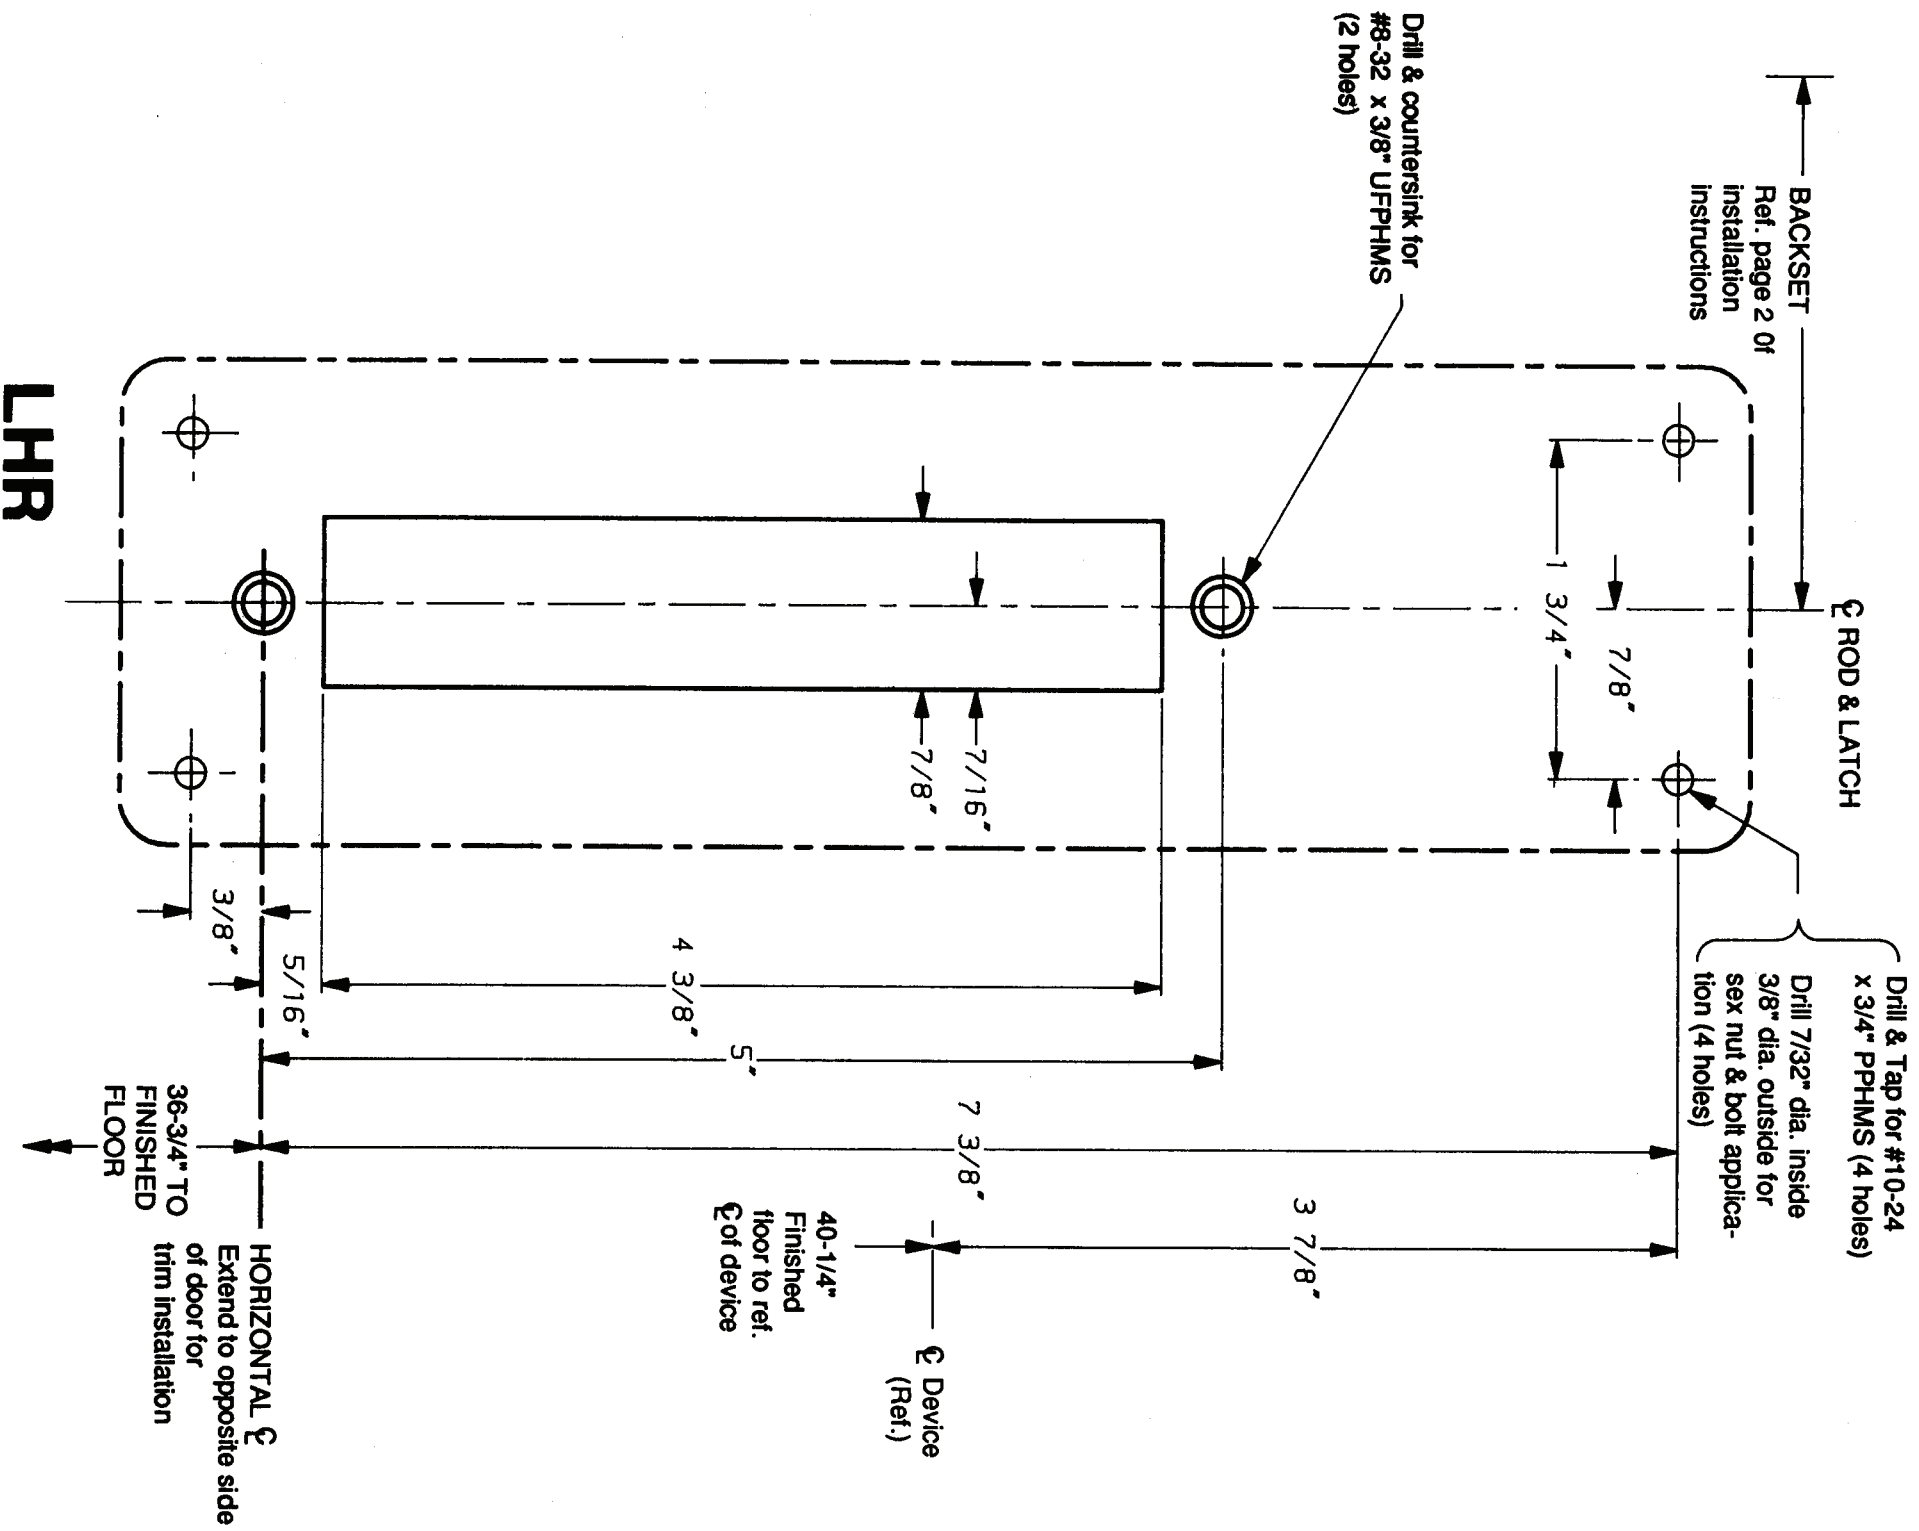 Drill & Tap for #10-24
x 3/4" PPHMS (4 holes)
Drill 7/32" dia. inside
3/8" dia. outside for
sex nut & bolt applica-
tion (4 holes)
℄ ROD & LATCH
BACKSET
Ref. page 2 Of
installation
instructions
7/8"
1 3/4"
Drill & countersink for
#8-32 x 3/8" UFPHMS
(2 holes)
7/16"
7/8"
3 7/8"
7 3/8"
5"
4 3/8"
5/16"
3/8"
℄ Device
(Ref.)
40-1/4"
Finished
floor to ref.
℄ of device
HORIZONTAL ℄
Extend to opposite side
of door for
trim installation
36-3/4" TO
FINISHED
FLOOR
LHR